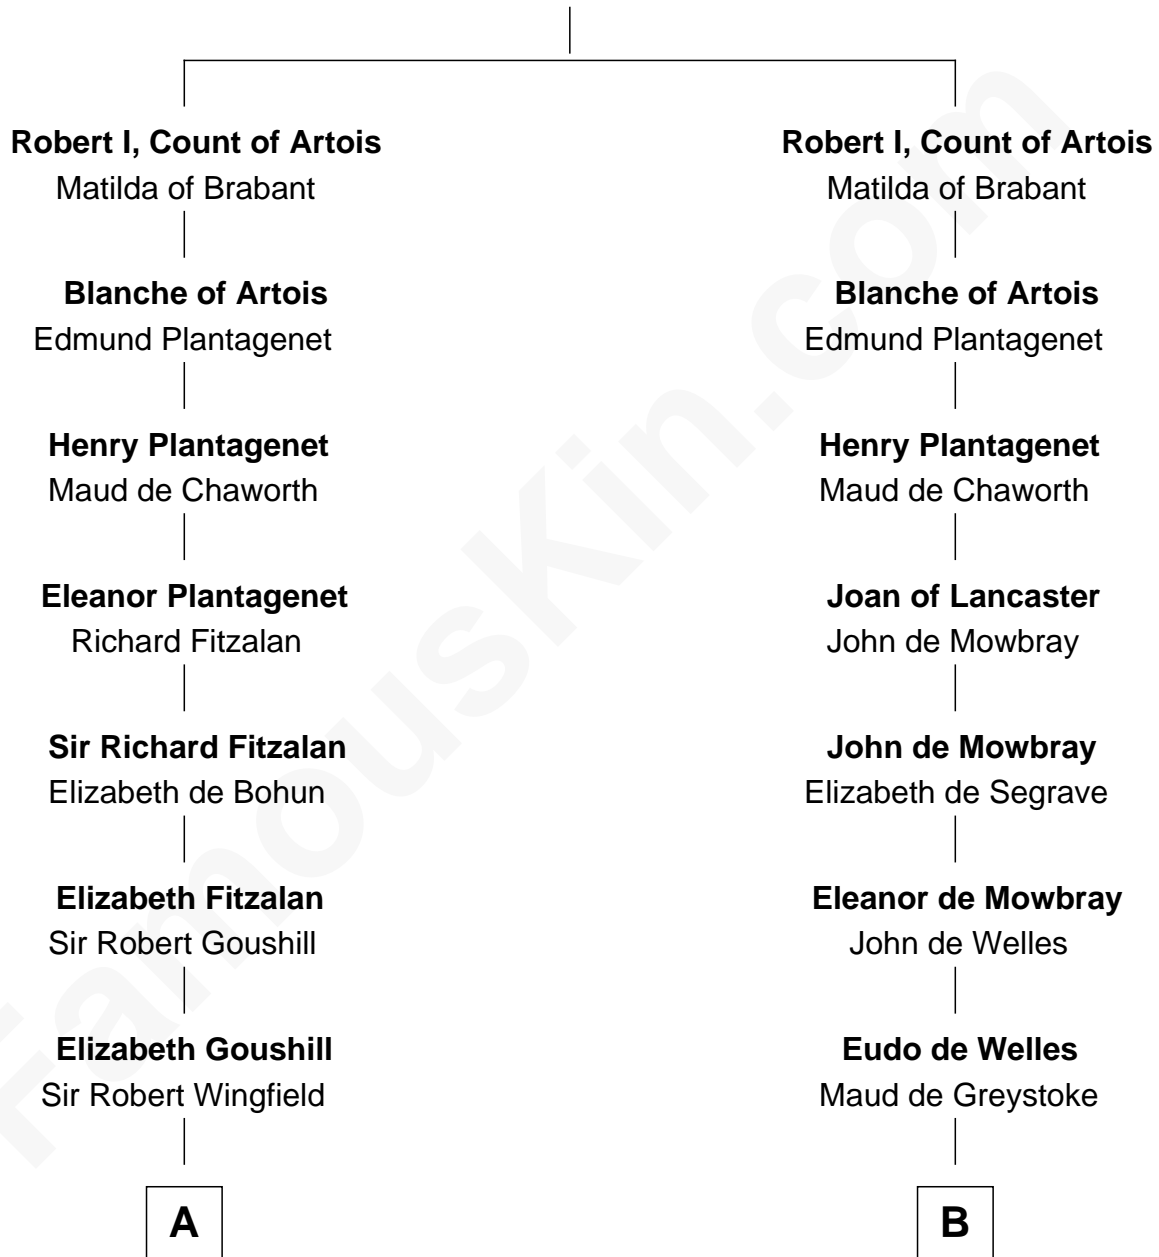 Robert I, Count of Artois
Matilda of Brabant
Blanche of Artois
Edmund Plantagenet
Henry Plantagenet
Maud de Chaworth
Eleanor Plantagenet
Richard Fitzalan
Sir Richard Fitzalan
Elizabeth de Bohun
Elizabeth Fitzalan
Sir Robert Goushill
Elizabeth Goushill
Sir Robert Wingfield
A
Robert I, Count of Artois
Matilda of Brabant
Blanche of Artois
Edmund Plantagenet
Henry Plantagenet
Maud de Chaworth
Joan of Lancaster
John de Mowbray
John de Mowbray
Elizabeth de Segrave
Eleanor de Mowbray
John de Welles
Eudo de Welles
Maud de Greystoke
B
FamousKin.com